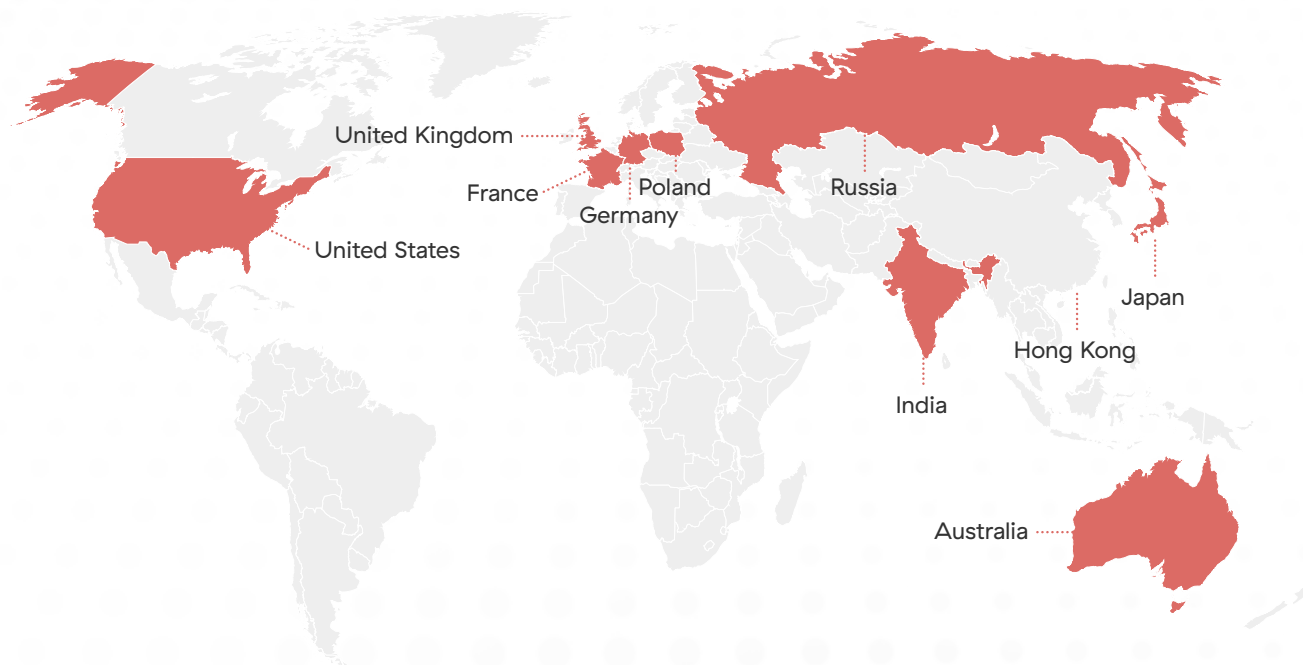 United Kingdom
France
Poland
Germany
Russia
United States
Japan
Hong Kong
India
Australia